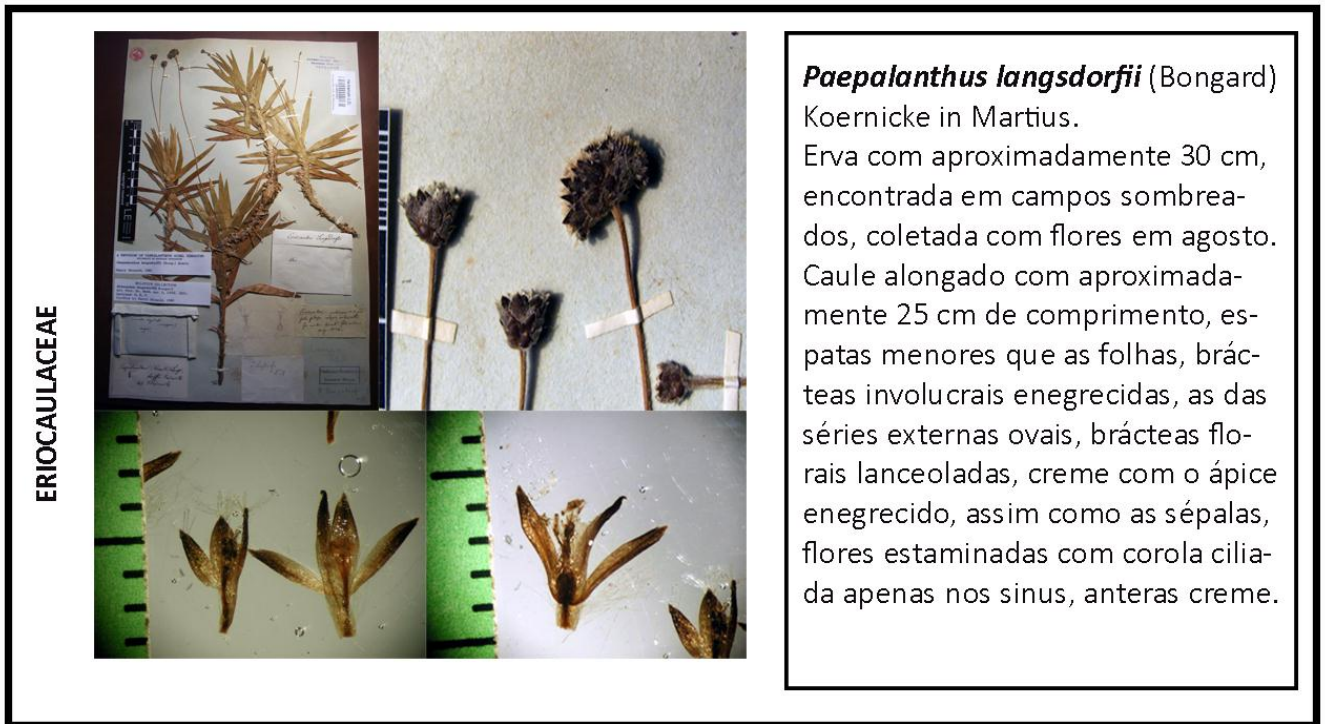 ERIOCAULACEAE
Paepalanthus langsdorfii (Bongard)
Koernicke in Martius.
Erva com aproximadamente 30 cm,
encontrada em campos sombrea-
dos, coletada com flores em agosto.
Caule alongado com aproximada-
mente 25 cm de comprimento, es-
patas menores que as folhas, brác-
teas involucrais enegrecidas, as das
séries externas ovais, brácteas flo-
rais lanceoladas, creme com o ápice
enegrecido, assim como as sépalas,
flores estaminadas com corola cilia-
da apenas nos sinus, anteras creme.